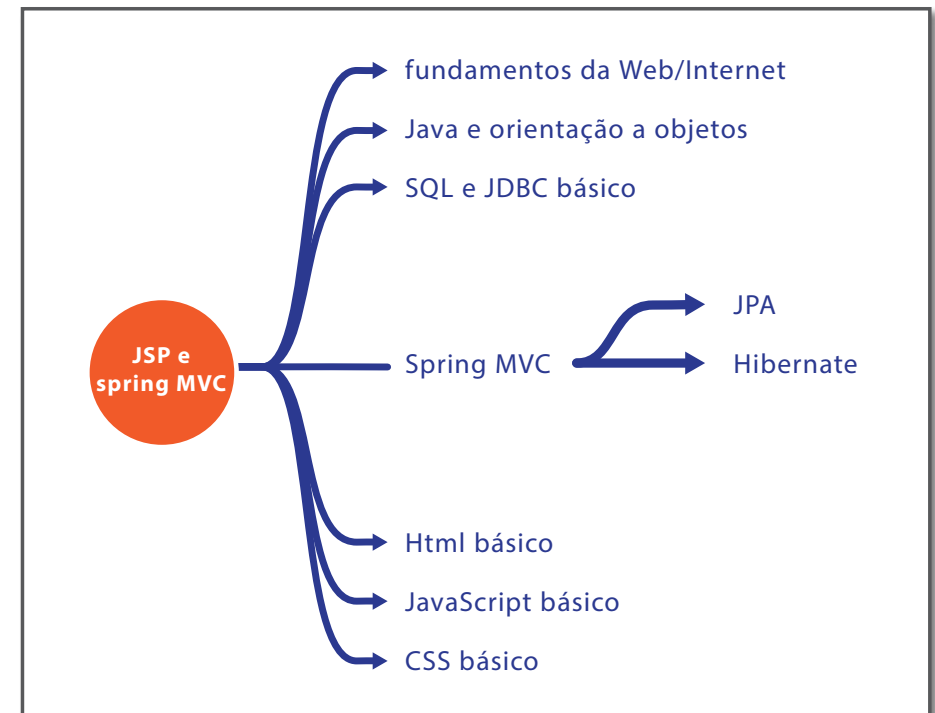 fundamentos da Web/Internet
Java e orientação a objetos
SQL e JDBC básico
JSP e
spring MVC
Spring MVC
JPA
Hibernate
Html básico
JavaScript básico
CSS básico